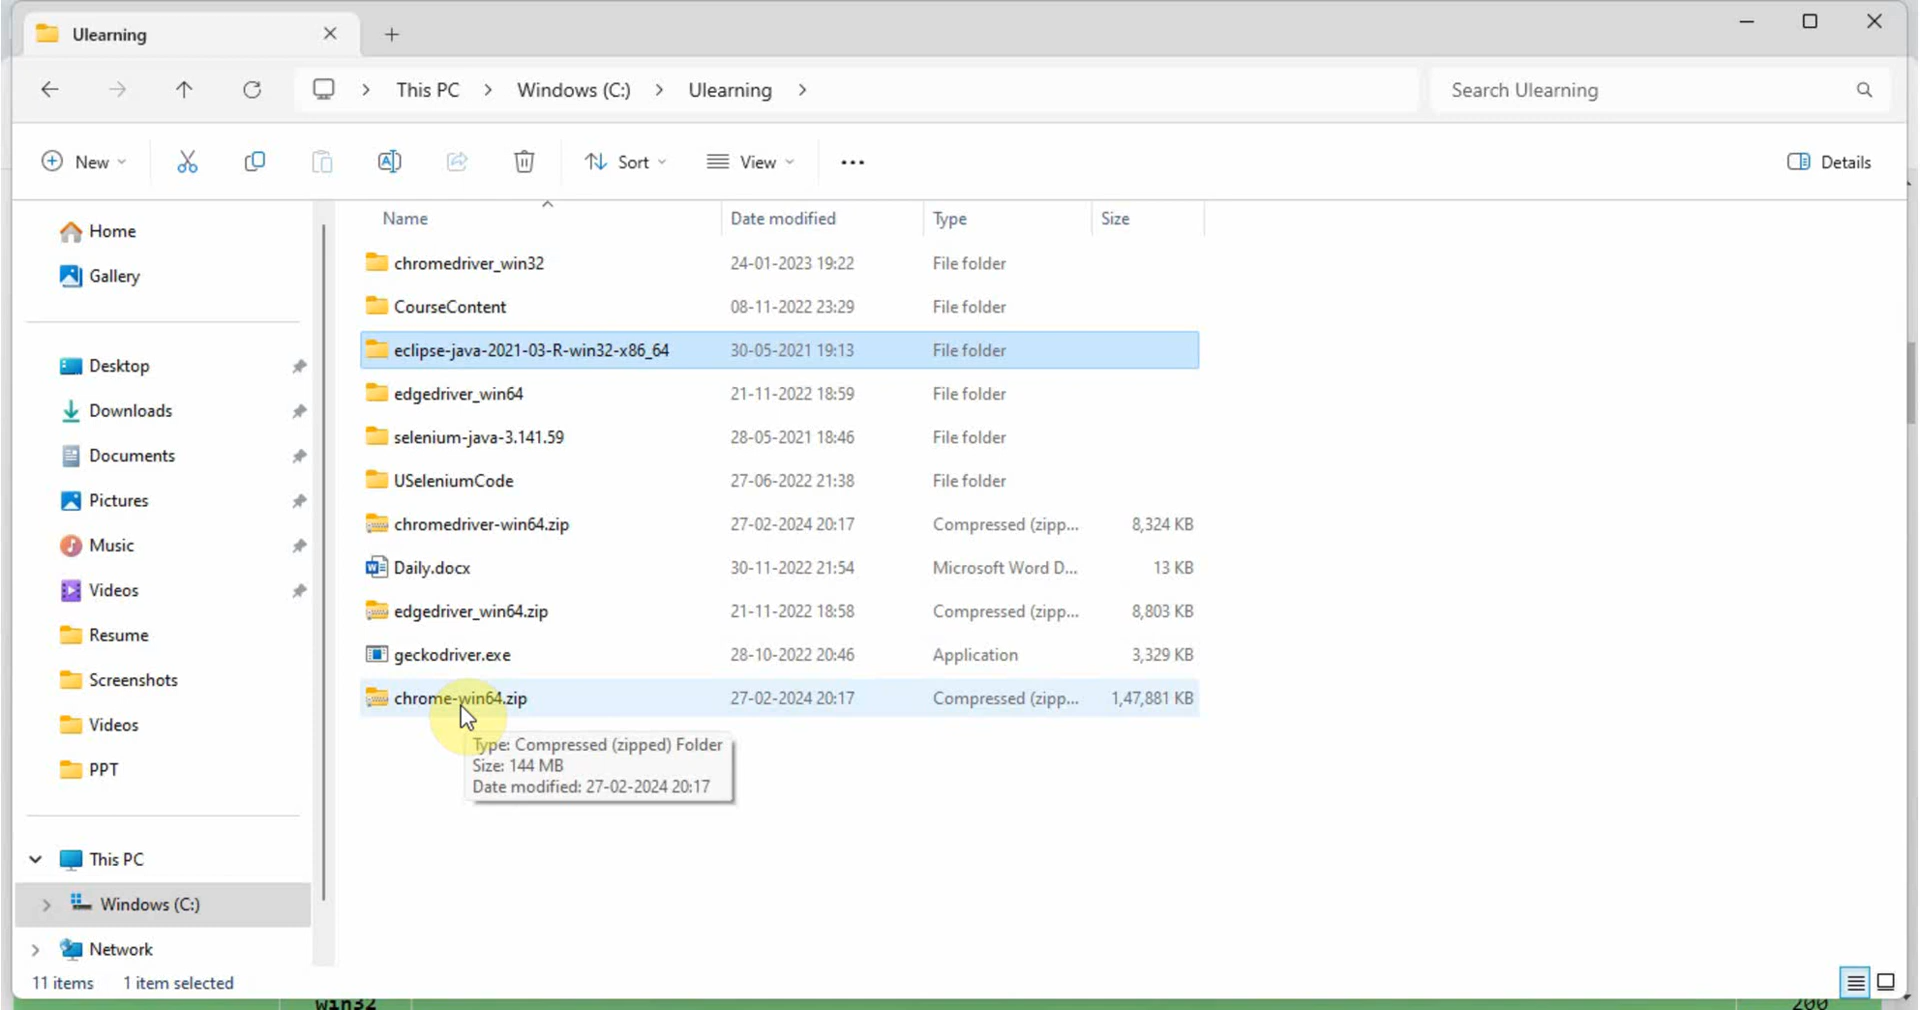 Ulearning
This PC Windows (C:) Ulearning
Search Ulearning
New
Sort
View
Details
Home
Gallery
Desktop
Downloads
Documents
Pictures
Music
Videos
Resume
Screenshots
Videos
PPT
This PC
Windows (C:)
Network
Name Date modified Type Size
chromedriver_win32 24-01-2023 19:22 File folder
CourseContent 08-11-2022 23:29 File folder
eclipse-java-2021-03-R-win32-x86_64 30-05-2021 19:13 File folder
edgedriver_win64 21-11-2022 18:59 File folder
selenium-java-3.141.59 28-05-2021 18:46 File folder
USeleniumCode 27-06-2022 21:38 File folder
chromedriver-win64.zip 27-02-2024 20:17 Compressed (zipp... 8,324 KB
Daily.docx 30-11-2022 21:54 Microsoft Word D... 13 KB
edgedriver_win64.zip 21-11-2022 18:58 Compressed (zipp... 8,803 KB
geckodriver.exe 28-10-2022 20:46 Application 3,329 KB
chrome-win64.zip 27-02-2024 20:17 Compressed (zipp... 1,47,881 KB
Type: Compressed (zipped) Folder
Size: 144 MB
Date modified: 27-02-2024 20:17
11 items 1 item selected
win32 200